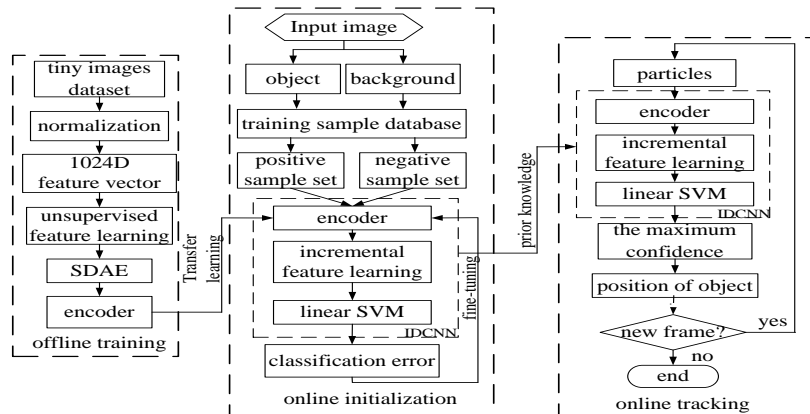 tiny images
dataset
normalization
1024D
feature vector
unsupervised
feature learning
SDAE
encoder
offline training
Transfer
learning
Input image
object
background
training sample database
positive
sample set
negative
sample set
encoder
incremental
feature learning
linear SVM
IDCNN
classification error
fine-tuning
online initialization
prior knowledge
particles
encoder
incremental
feature learning
linear SVM
IDCNN
the maximum
confidence
position of object
new frame?
yes
no
end
online tracking